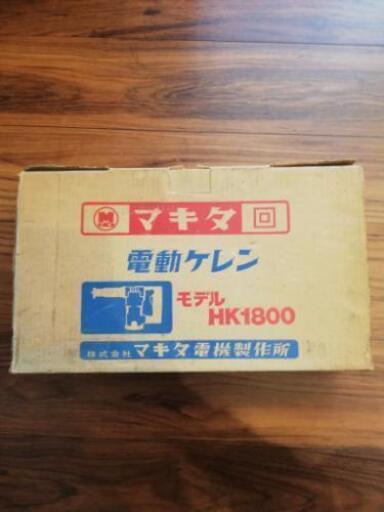 M マキタ 回
電動ケレン
モデル
HK1800
株式会社 マキタ電機製作所